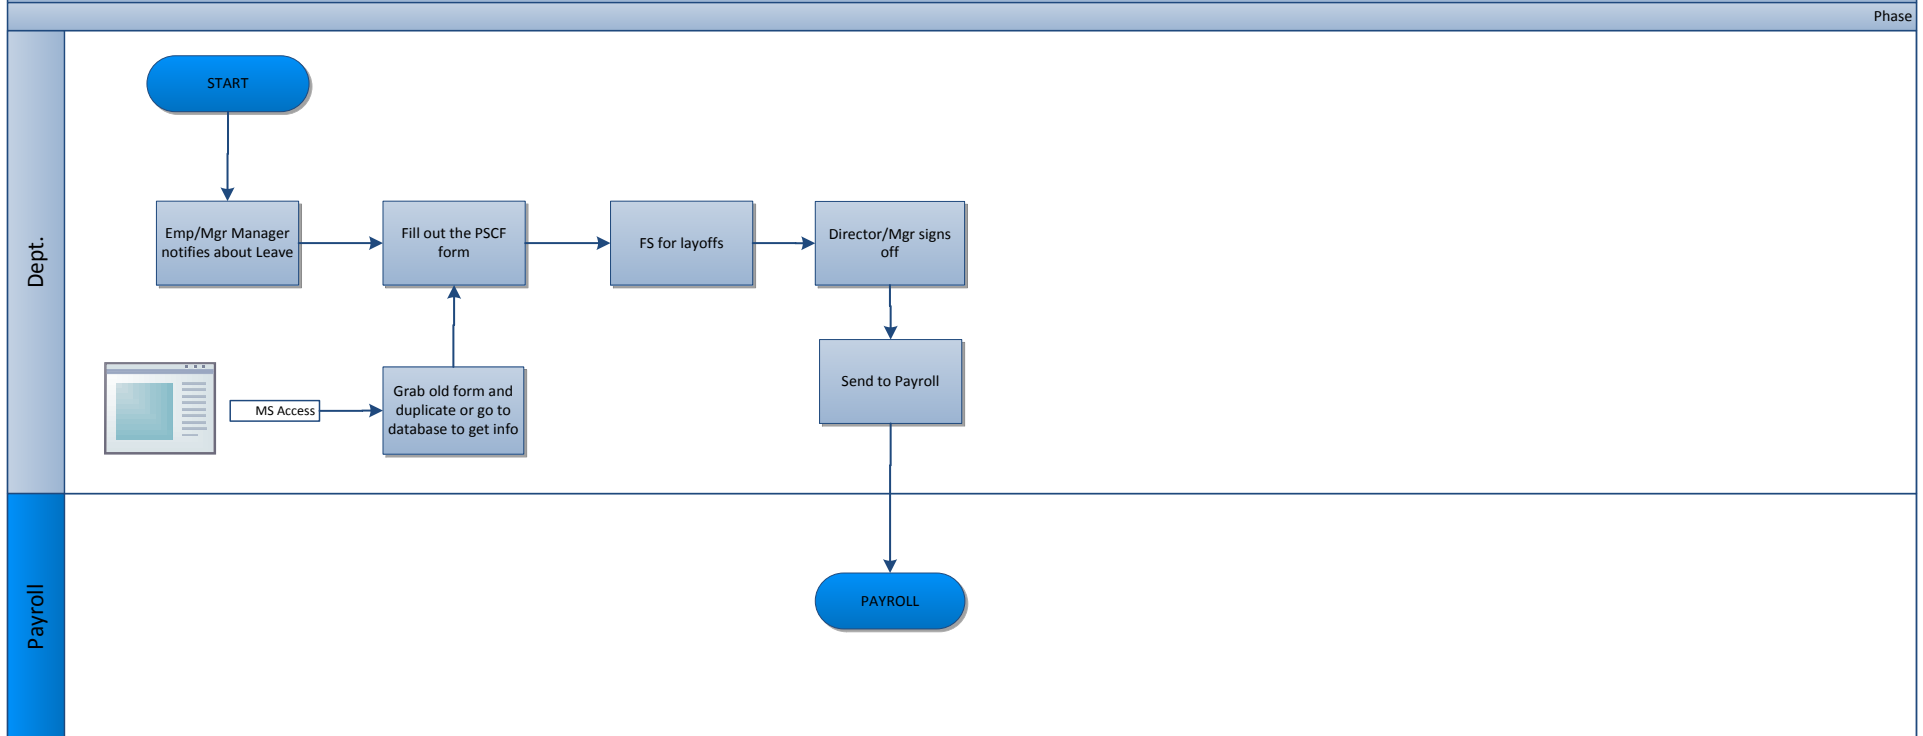 Phase
Dept.
START
Emp/Mgr Manager
notifies about Leave
Fill out the PSCF
form
FS for layoffs
Director/Mgr signs
off
MS Access
Grab old form and
duplicate or go to
database to get info
Send to Payroll
Payroll
PAYROLL